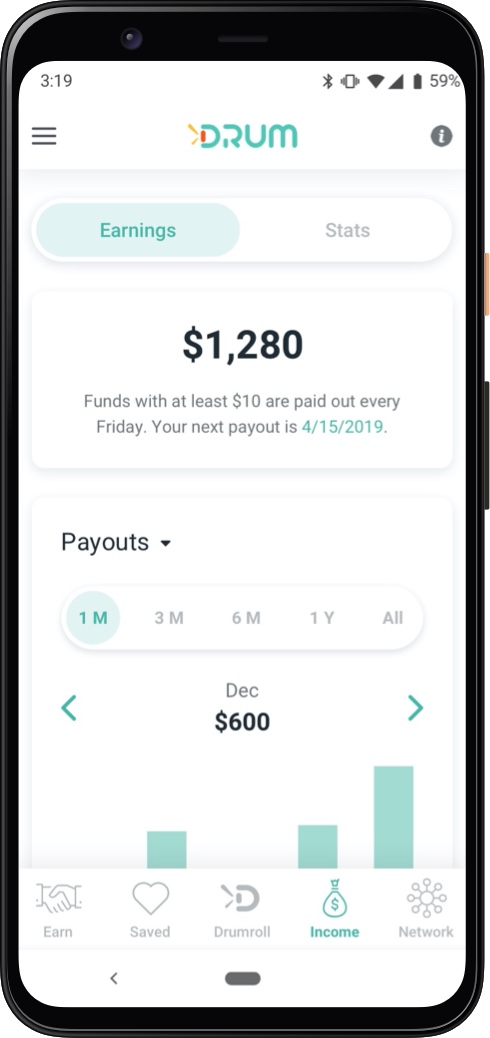 3:19
59%
DRUM
Earnings
Stats
$1,280
Funds with at least $10 are paid out every
Friday. Your next payout is 4/15/2019.
Payouts
1 M
3 M
6 M
1 Y
All
Dec
$600
Earn
Saved
Drumroll
Income
Network